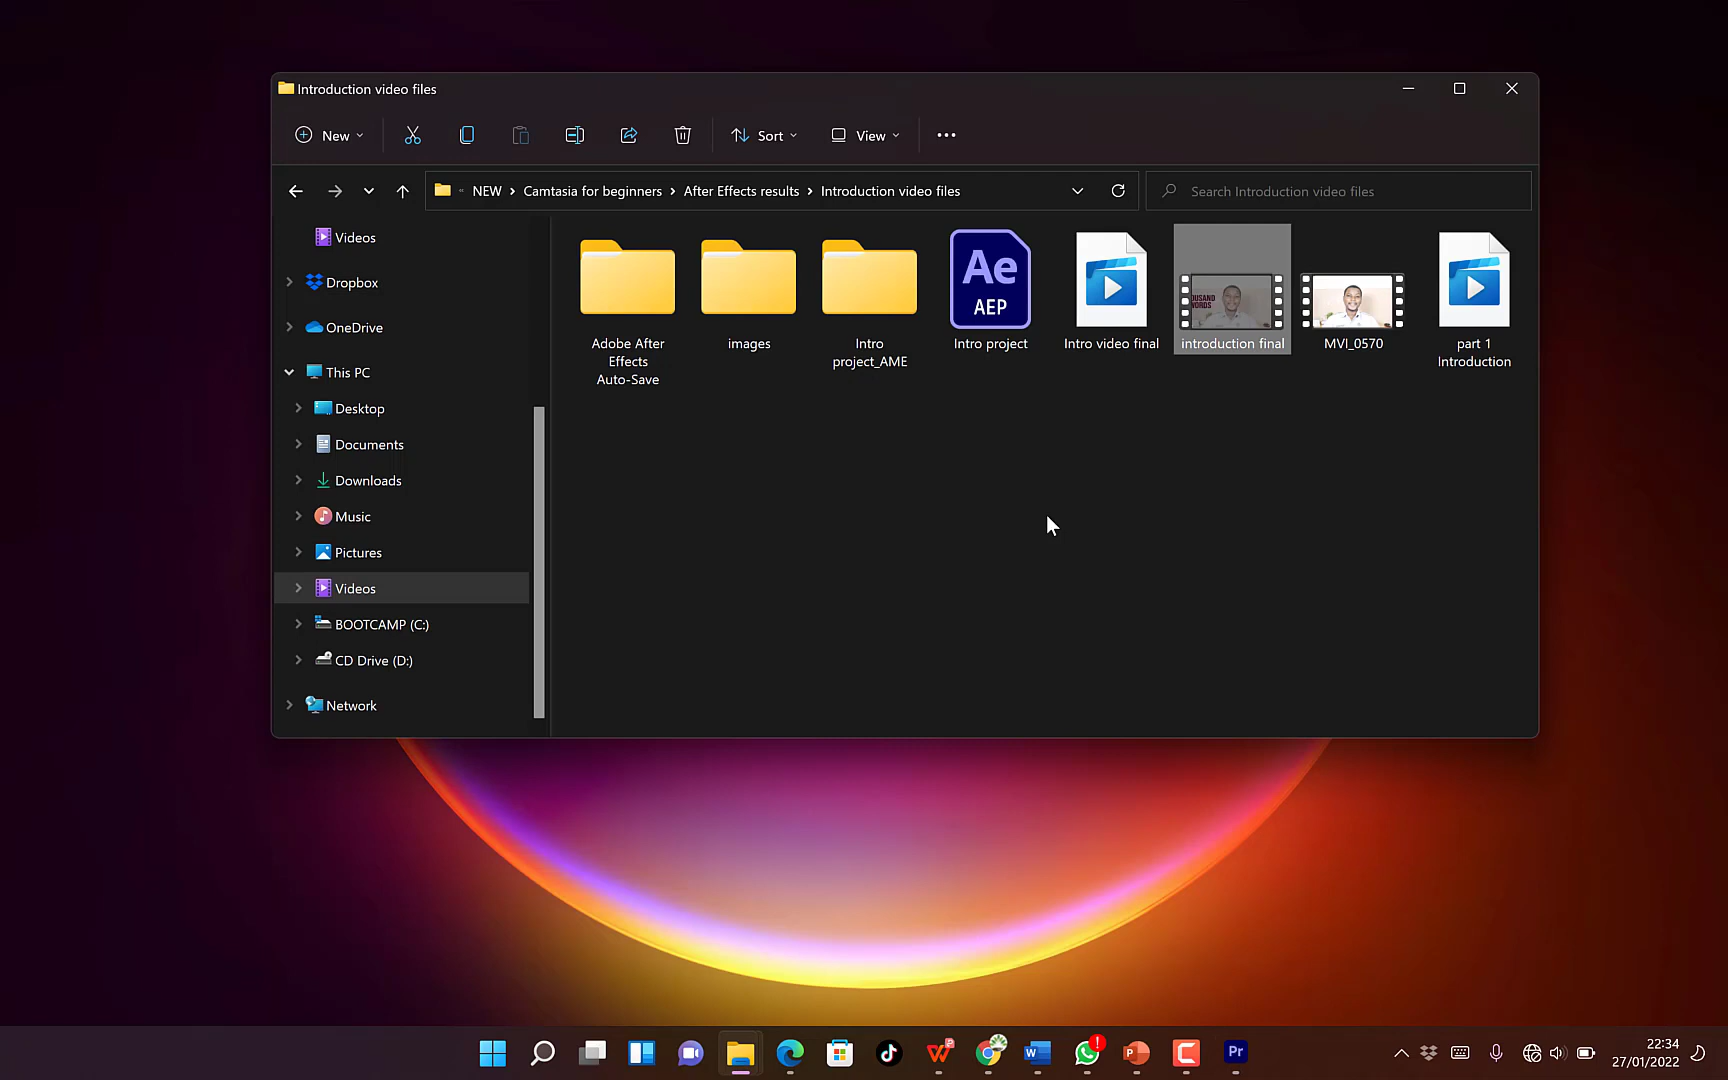 Introduction video files
New
Sort
View
NEW
Camtasia for beginners
After Effects results
Introduction video files
Search Introduction video files
Videos
Dropbox
OneDrive
This PC
Desktop
Documents
Downloads
Music
Pictures
Videos
BOOTCAMP (C:)
CD Drive (D:)
Network
Ae
AEP
OUSAND
WORDS
Adobe After
Effects
Auto-Save
images
Intro
project_AME
Intro project
Intro video final
introduction final
MVI_0570
part 1
Introduction
W
P
Pr
22:34
27/01/2022